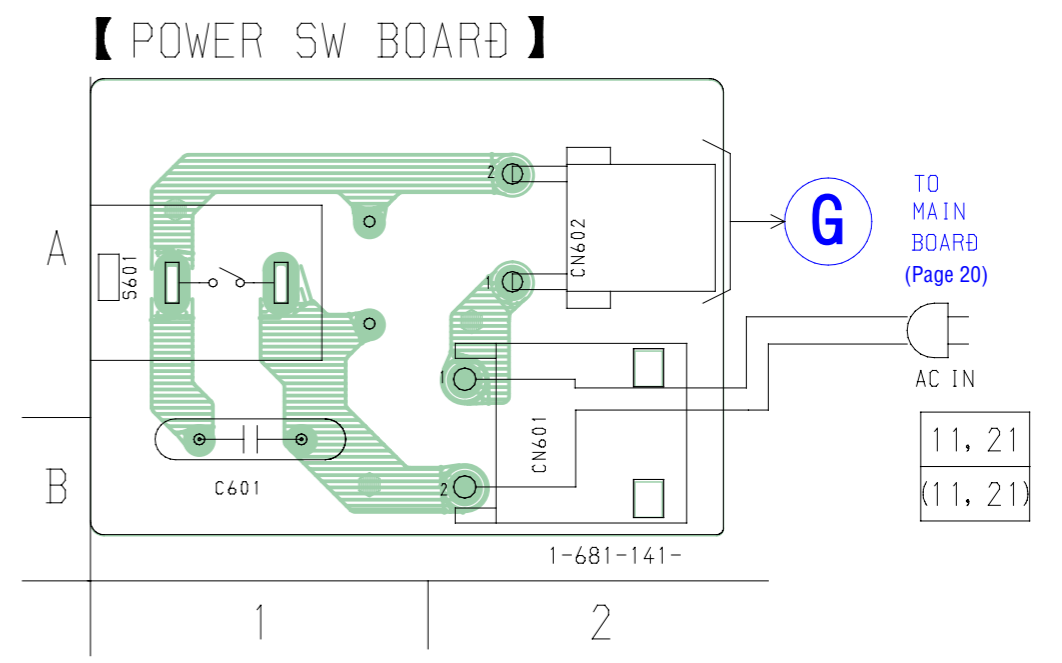 【 POWER SW BOARD 】
A
B
1
2
S601
C601
2
1
CN602
1
2
CN601
1-681-141-
G
TO
MAIN
BOARD
(Page 20)
AC IN
11, 21
(11, 21)